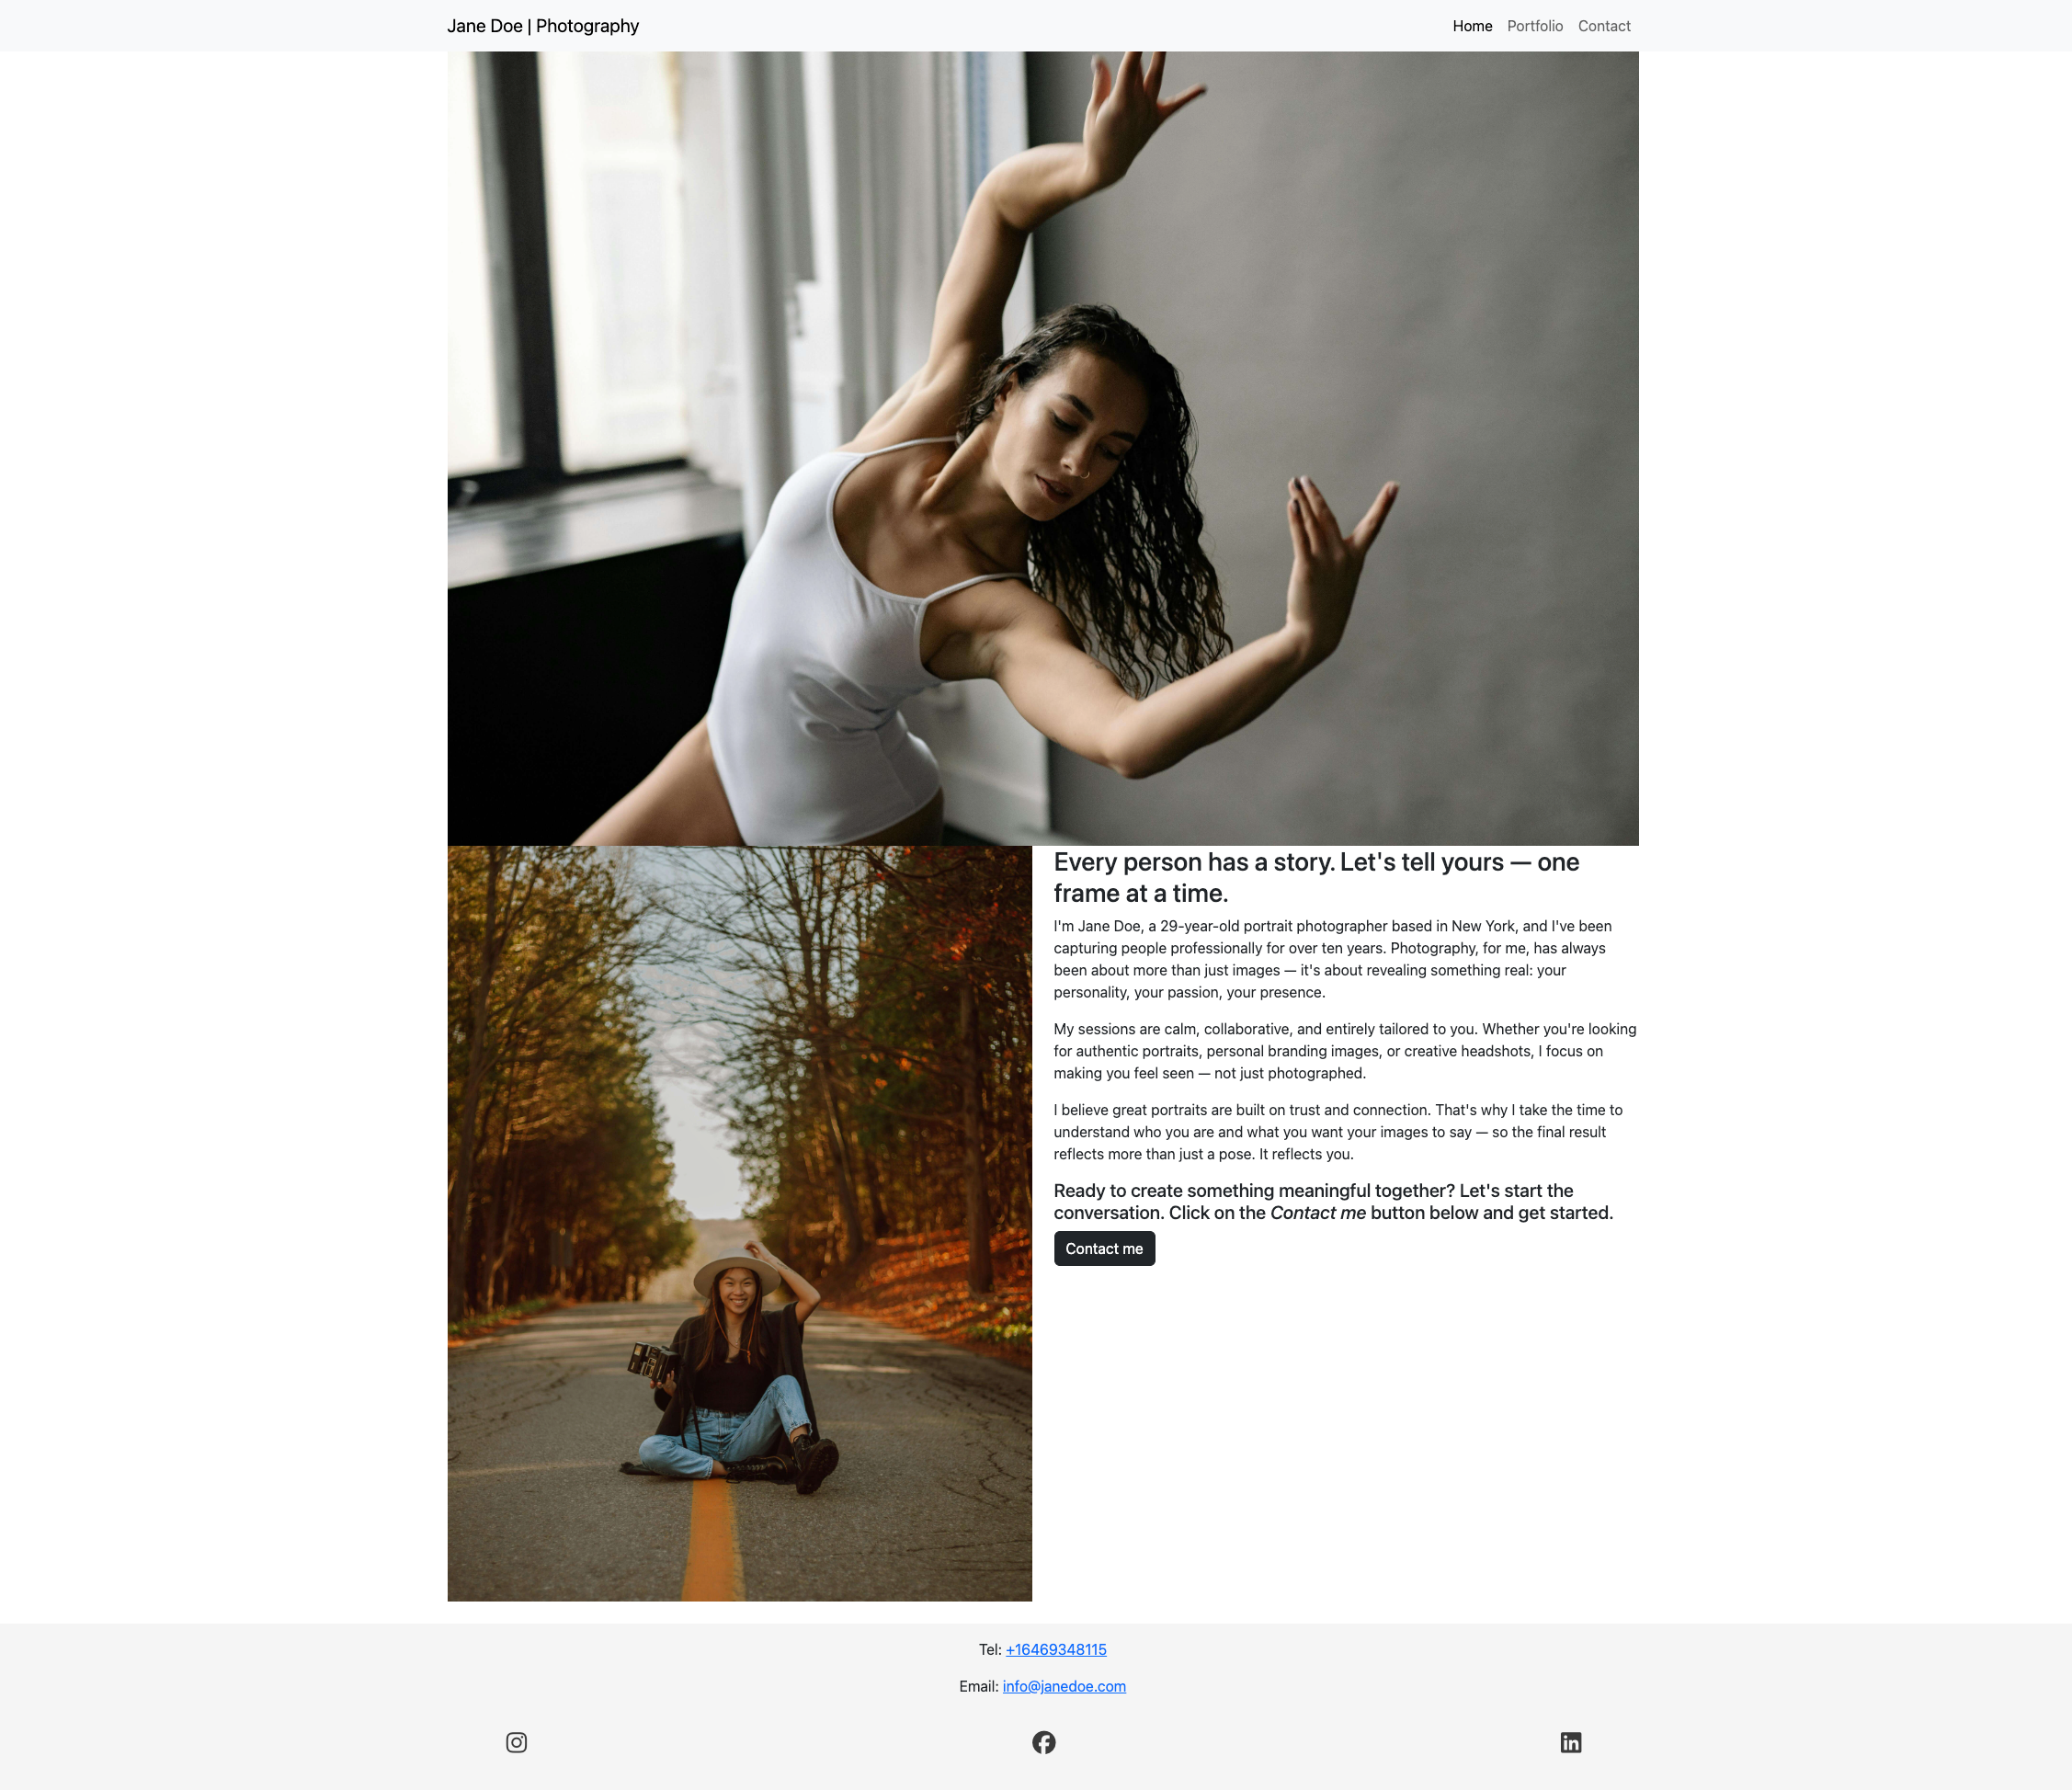 Jane Doe | Photography
Home Portfolio Contact
Every person has a story. Let's tell yours — one
frame at a time.
I'm Jane Doe, a 29-year-old portrait photographer based in New York, and I've been
capturing people professionally for over ten years. Photography, for me, has always
been about more than just images — it's about revealing something real: your
personality, your passion, your presence.
My sessions are calm, collaborative, and entirely tailored to you. Whether you're looking
for authentic portraits, personal branding images, or creative headshots, I focus on
making you feel seen — not just photographed.
I believe great portraits are built on trust and connection. That's why I take the time to
understand who you are and what you want your images to say — so the final result
reflects more than just a pose. It reflects you.
Ready to create something meaningful together? Let's start the
conversation. Click on the Contact me button below and get started.
Contact me
Tel: +16469348115
Email: info@janedoe.com